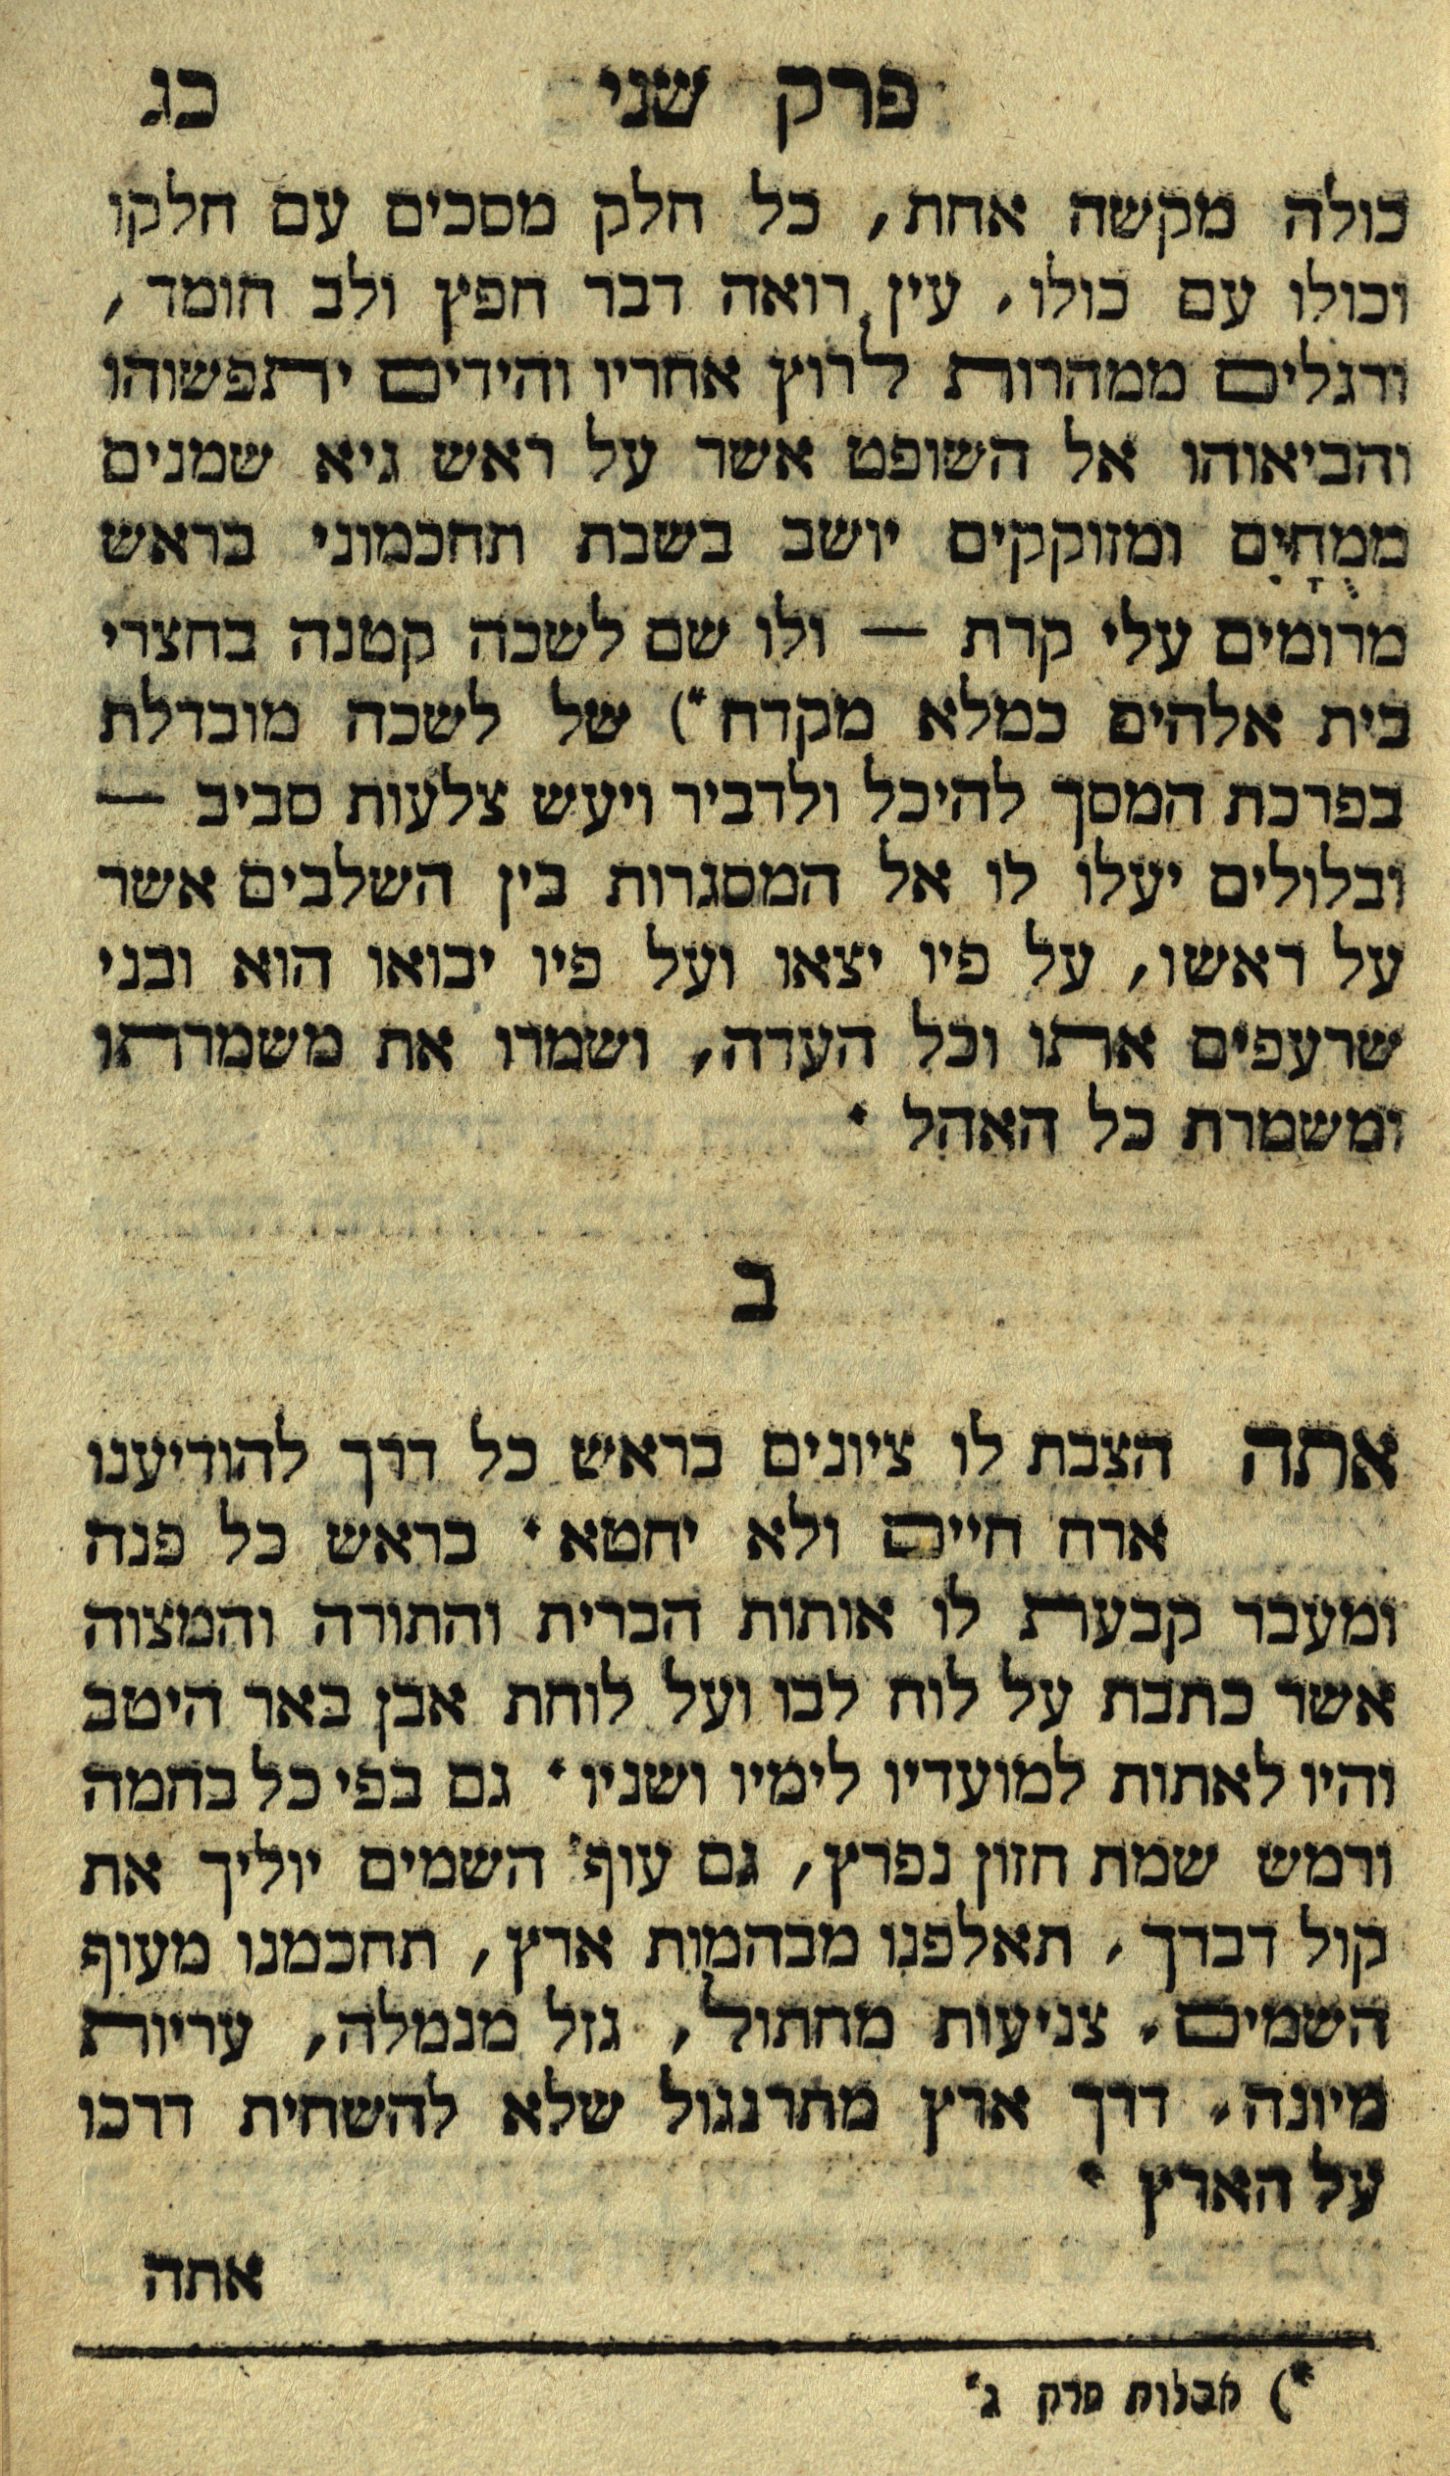 פרק שני כג
כולה מקשה אחת, כל חלק מסכים עם חלקו
וכולו עם כולו, עין רואה דבר חפץ ולב חומד,
ורגלים ממהרות לרוץ אחריו והידים יתפשוהו
והביאוהו אל השופט אשר על ראש גיא שמנים
ממֻחָיִם ומזוקקים יושב בשבת תחכמוני בראש
מרומים עלי קרת — ולו שם לשכה קטנה בחצרי
בית אלהים כמלא מקדח*) של לשכה מובדלת
בפרכת המסך להיכל ולדביר ויעש צלעות סביב —
ובלולים יעלו לו אל המסגרות בין השלבים אשר
על ראשו, על פיו יצאו ועל פיו יבואו הוא ובני
שרעפים אתו וכל העדה, ושמרו את משמרתו
ומשמרת כל האהל •
ב
אתה הצבת לו ציונים בראש כל דרך להודיענו
ארח חיים ולא יחטא • בראש כל פנה
ומעבר קבעת לו אותות הברית והתורה והמצוה
אשר כתבת על לוח לבו ועל לוחת אבן באר היטב
והיו לאתות למועדיו לימיו ושניו • גם בפי כל בהמה
ורמש שמת חזון נפרץ, גם עוף השמים יוליך את
קול דברך, תאלפנו מבהמות ארץ, תחכמנו מעוף
השמים, צניעות מחתול, גזל מנמלה, עריות
מיונה, דרך ארץ מתרנגול שלא להשחית דרכו
על הארץ •
אתה
*) אבלות פרק ג'